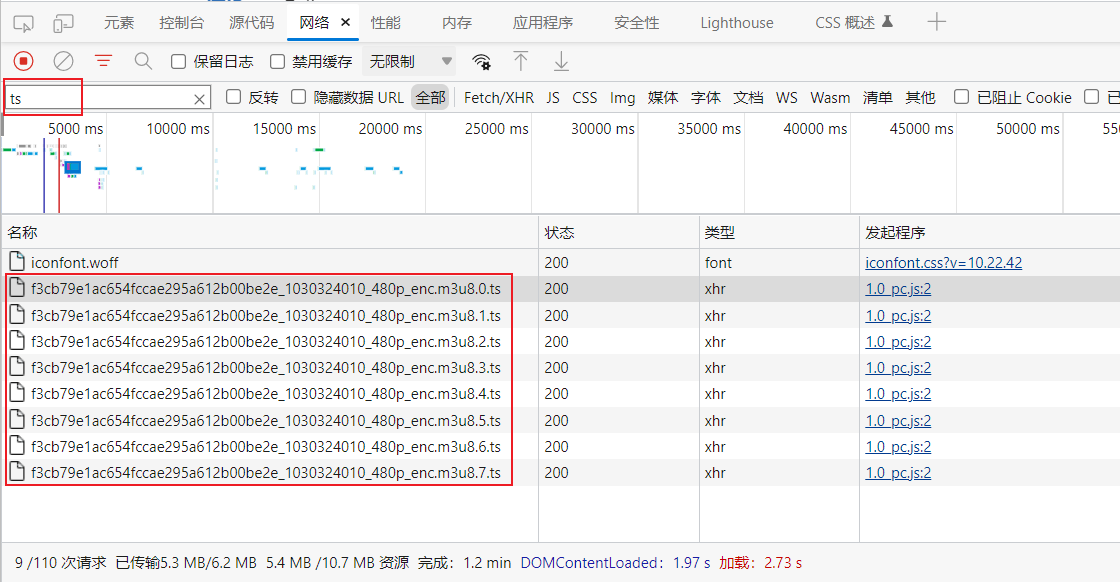 元素 控制台 源代码 网络 × 性能 内存 应用程序 安全性 Lighthouse CSS 概述
保留日志 禁用缓存 无限制
ts × 反转 隐藏数据 URL 全部 Fetch/XHR JS CSS Img 媒体 字体 文档 WS Wasm 清单 其他 已阻止 Cookie 已
5000 ms 10000 ms 15000 ms 20000 ms 25000 ms 30000 ms 35000 ms 40000 ms 45000 ms 50000 ms 55
名称 状态 类型 发起程序
iconfont.woff 200 font iconfont.css?v=10.22.42
f3cb79e1ac654fccae295a612b00be2e_1030324010_480p_enc.m3u8.0.ts 200 xhr 1.0_pc.js:2
f3cb79e1ac654fccae295a612b00be2e_1030324010_480p_enc.m3u8.1.ts 200 xhr 1.0_pc.js:2
f3cb79e1ac654fccae295a612b00be2e_1030324010_480p_enc.m3u8.2.ts 200 xhr 1.0_pc.js:2
f3cb79e1ac654fccae295a612b00be2e_1030324010_480p_enc.m3u8.3.ts 200 xhr 1.0_pc.js:2
f3cb79e1ac654fccae295a612b00be2e_1030324010_480p_enc.m3u8.4.ts 200 xhr 1.0_pc.js:2
f3cb79e1ac654fccae295a612b00be2e_1030324010_480p_enc.m3u8.5.ts 200 xhr 1.0_pc.js:2
f3cb79e1ac654fccae295a612b00be2e_1030324010_480p_enc.m3u8.6.ts 200 xhr 1.0_pc.js:2
f3cb79e1ac654fccae295a612b00be2e_1030324010_480p_enc.m3u8.7.ts 200 xhr 1.0_pc.js:2
9 /110 次请求 已传输5.3 MB/6.2 MB 5.4 MB /10.7 MB 资源 完成：1.2 min DOMContentLoaded：1.97 s 加载：2.73 s